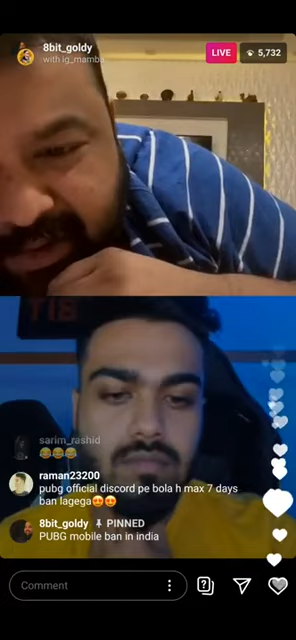 8bit_goldy
with ig_mamba
LIVE
5,732
sarim_rashid
😂😂😂
raman23200
pubg official discord pe bola h max 7 days
ban lagega😍😍
8bit_goldy PINNED
PUBG mobile ban in india
Comment